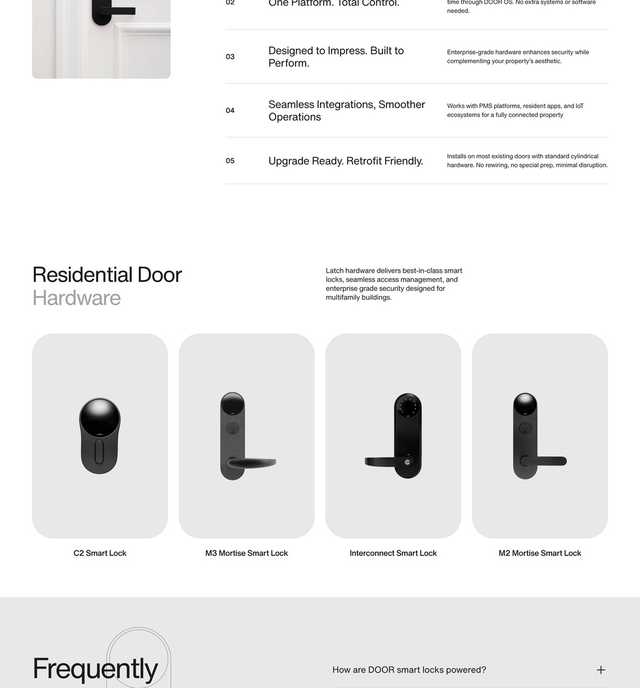 02
One Platform. Total Control.
time through DOOR OS. No extra systems or software
needed.
03
Designed to Impress. Built to
Perform.
Enterprise-grade hardware enhances security while
complementing your property's aesthetic.
04
Seamless Integrations, Smoother
Operations
Works with PMS platforms, resident apps, and IoT
ecosystems for a fully connected property
05
Upgrade Ready. Retrofit Friendly.
Installs on most existing doors with standard cylindrical
hardware. No rewiring, no special prep, minimal disruption.
Residential Door
Hardware
Latch hardware delivers best-in-class smart
locks, seamless access management, and
enterprise grade security designed for
multifamily buildings.
C2 Smart Lock
M3 Mortise Smart Lock
Interconnect Smart Lock
M2 Mortise Smart Lock
Frequently
How are DOOR smart locks powered?
+